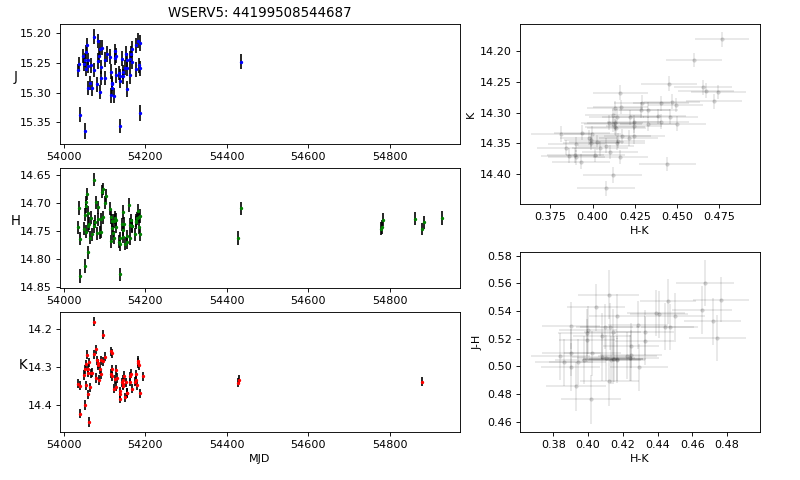 WSERV5: 44199508544687
15.20
15.25
15.30
15.35
J
54000 54200 54400 54600 54800
14.65
14.70
14.75
14.80
14.85
H
54000 54200 54400 54600 54800
14.2
14.3
14.4
K
54000 54200 54400 54600 54800
MJD
14.20
14.25
14.30
14.35
14.40
K
0.375 0.400 0.425 0.450 0.475
H-K
0.58
0.56
0.54
0.52
0.50
0.48
0.46
J-H
0.38 0.40 0.42 0.44 0.46 0.48
H-K